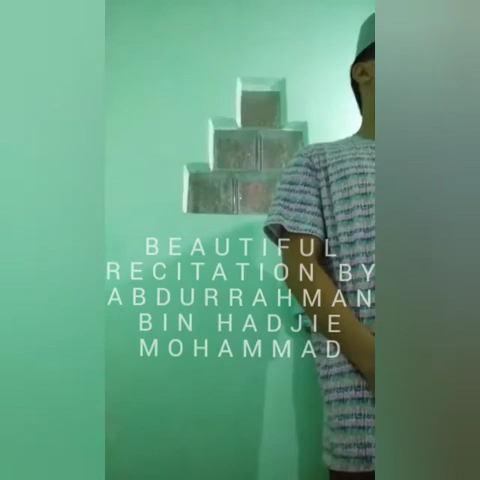 BEAUTIFUL
RECITATION BY
ABDURRAHMAN
BIN HADJIE
MOHAMMAD